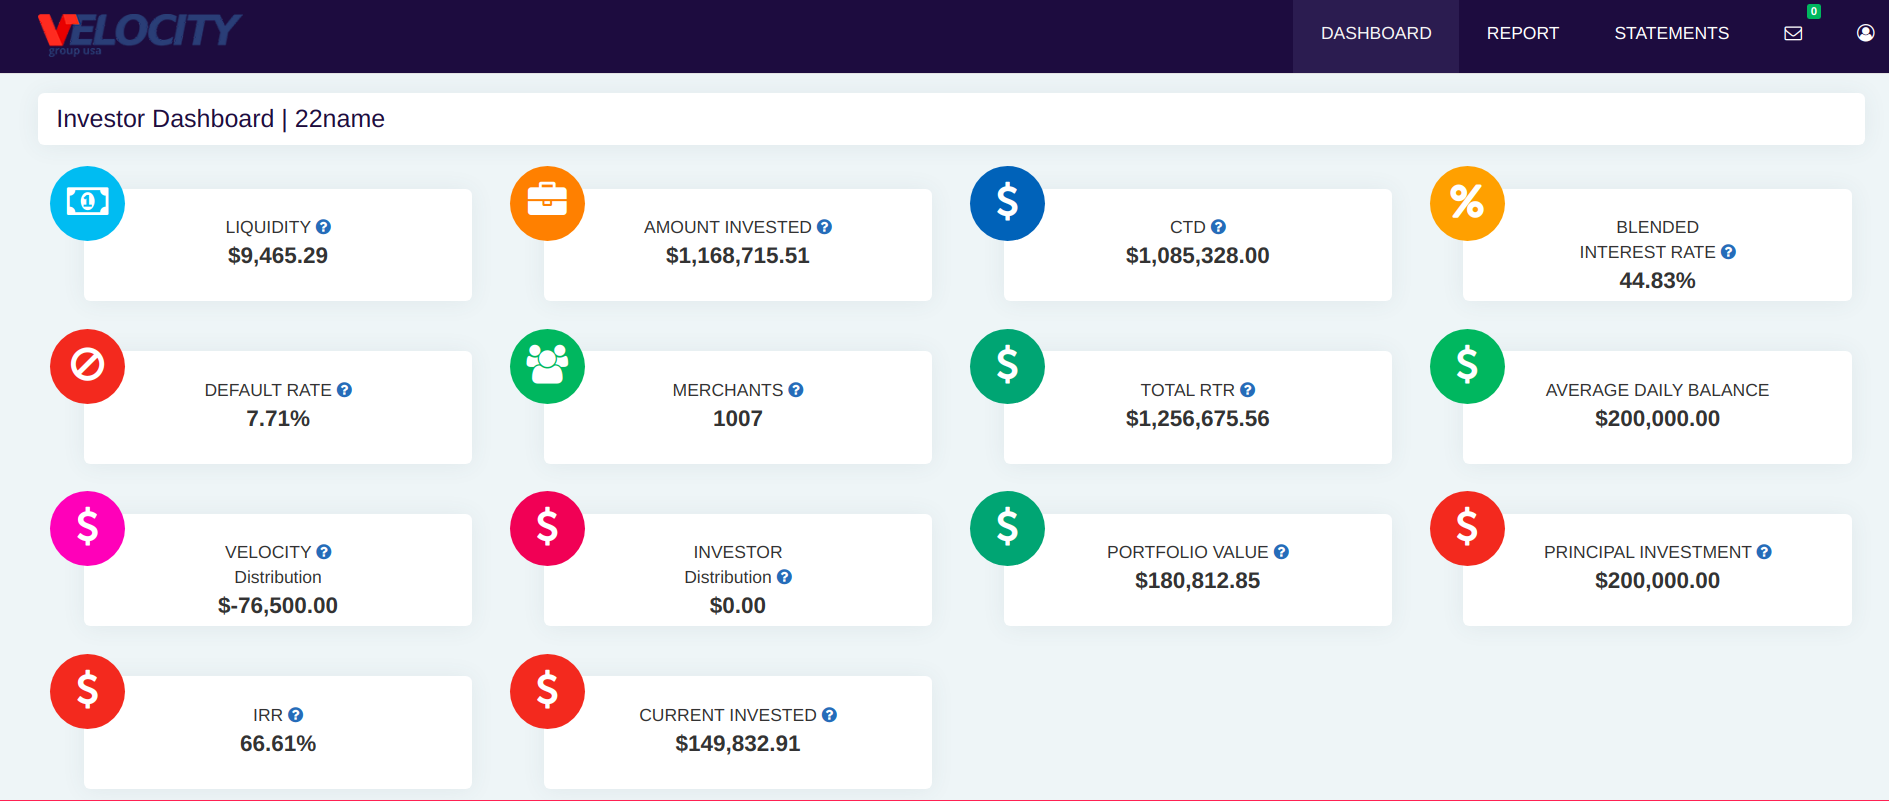 VELOCITY
group usa
DASHBOARD
REPORT
STATEMENTS
0
Investor Dashboard | 22name
1
LIQUIDITY ?
$9,465.29
AMOUNT INVESTED ?
$1,168,715.51
$
CTD ?
$1,085,328.00
%
BLENDED
INTEREST RATE ?
44.83%
DEFAULT RATE ?
7.71%
MERCHANTS ?
1007
$
TOTAL RTR ?
$1,256,675.56
$
AVERAGE DAILY BALANCE
$200,000.00
$
VELOCITY ?
Distribution
$-76,500.00
$
INVESTOR
Distribution ?
$0.00
$
PORTFOLIO VALUE ?
$180,812.85
$
PRINCIPAL INVESTMENT ?
$200,000.00
$
IRR ?
66.61%
$
CURRENT INVESTED ?
$149,832.91